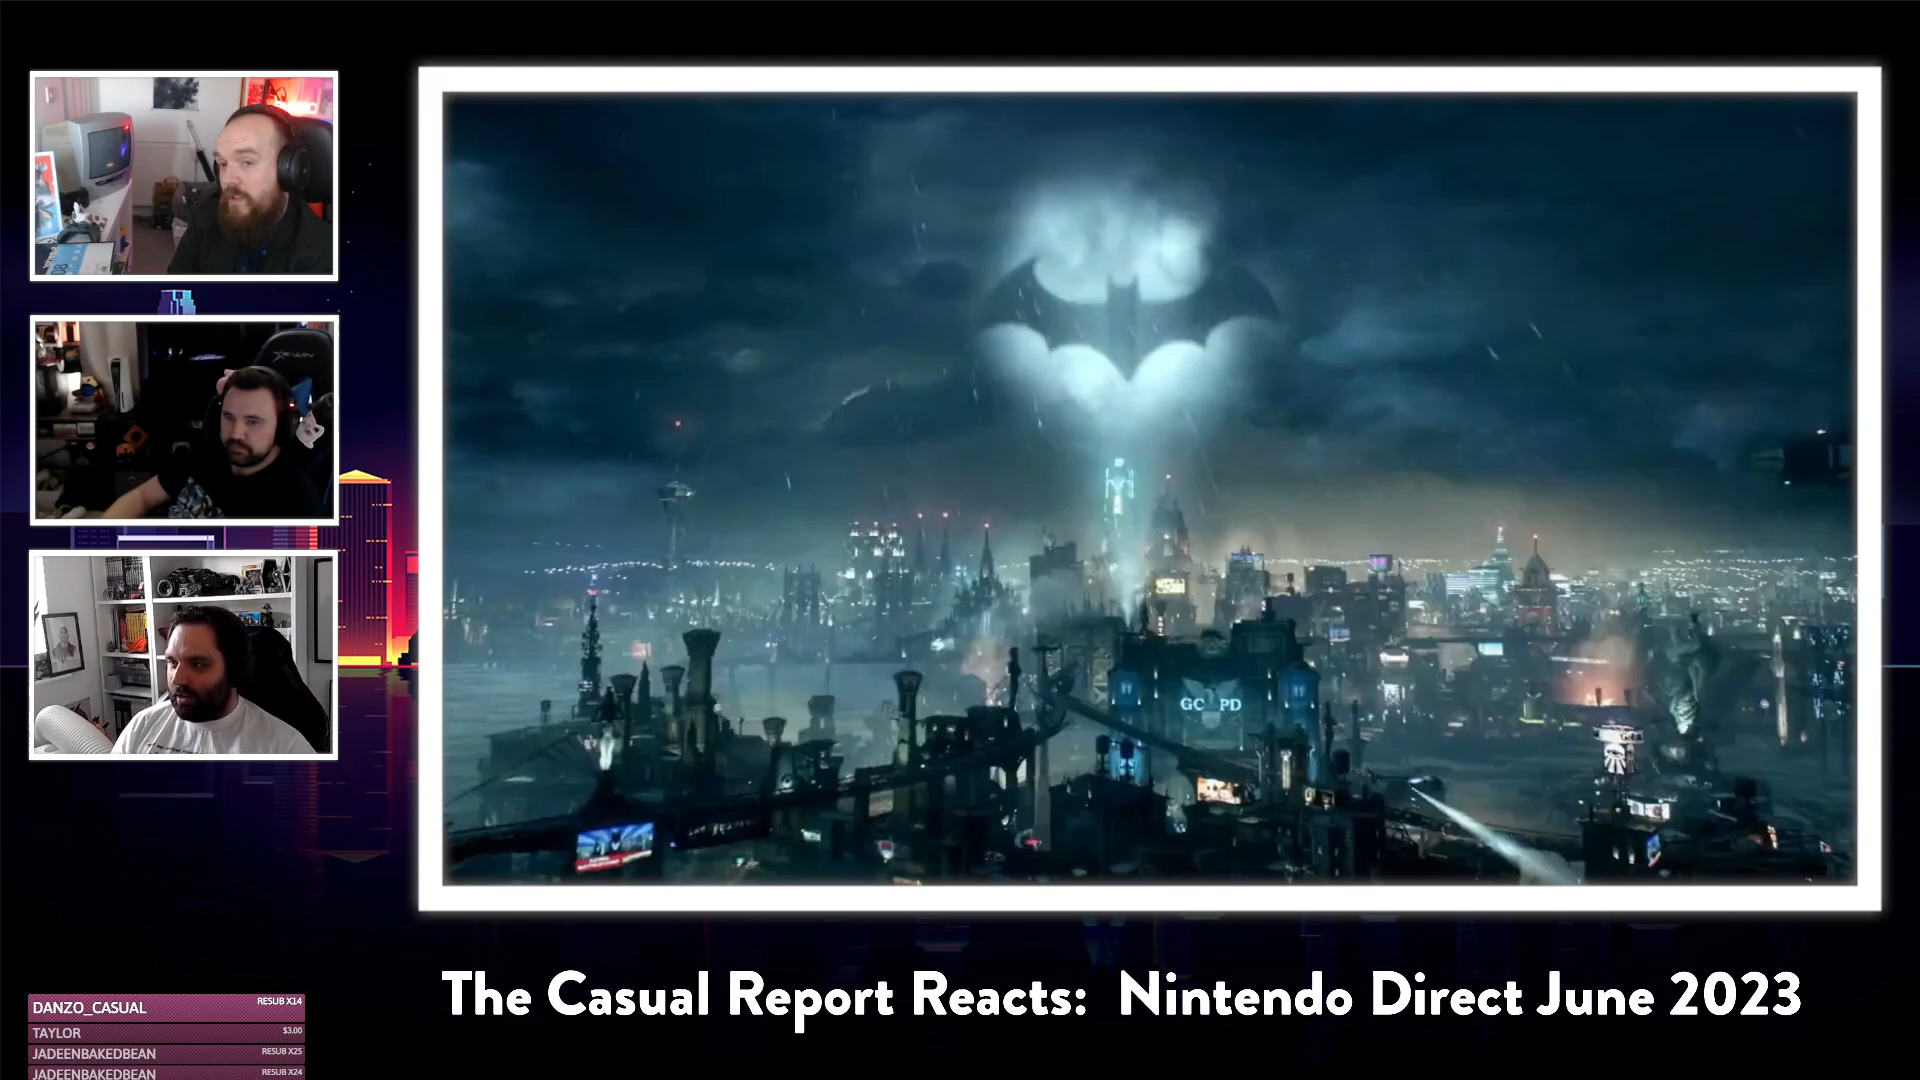 GC PD
The Casual Report Reacts: Nintendo Direct June 2023
DANZO_CASUAL RESUB X14
TAYLOR $3.00
JADEENBAKEDBEAN RESUB X25
JADEENBAKEDBEAN RESUB X24